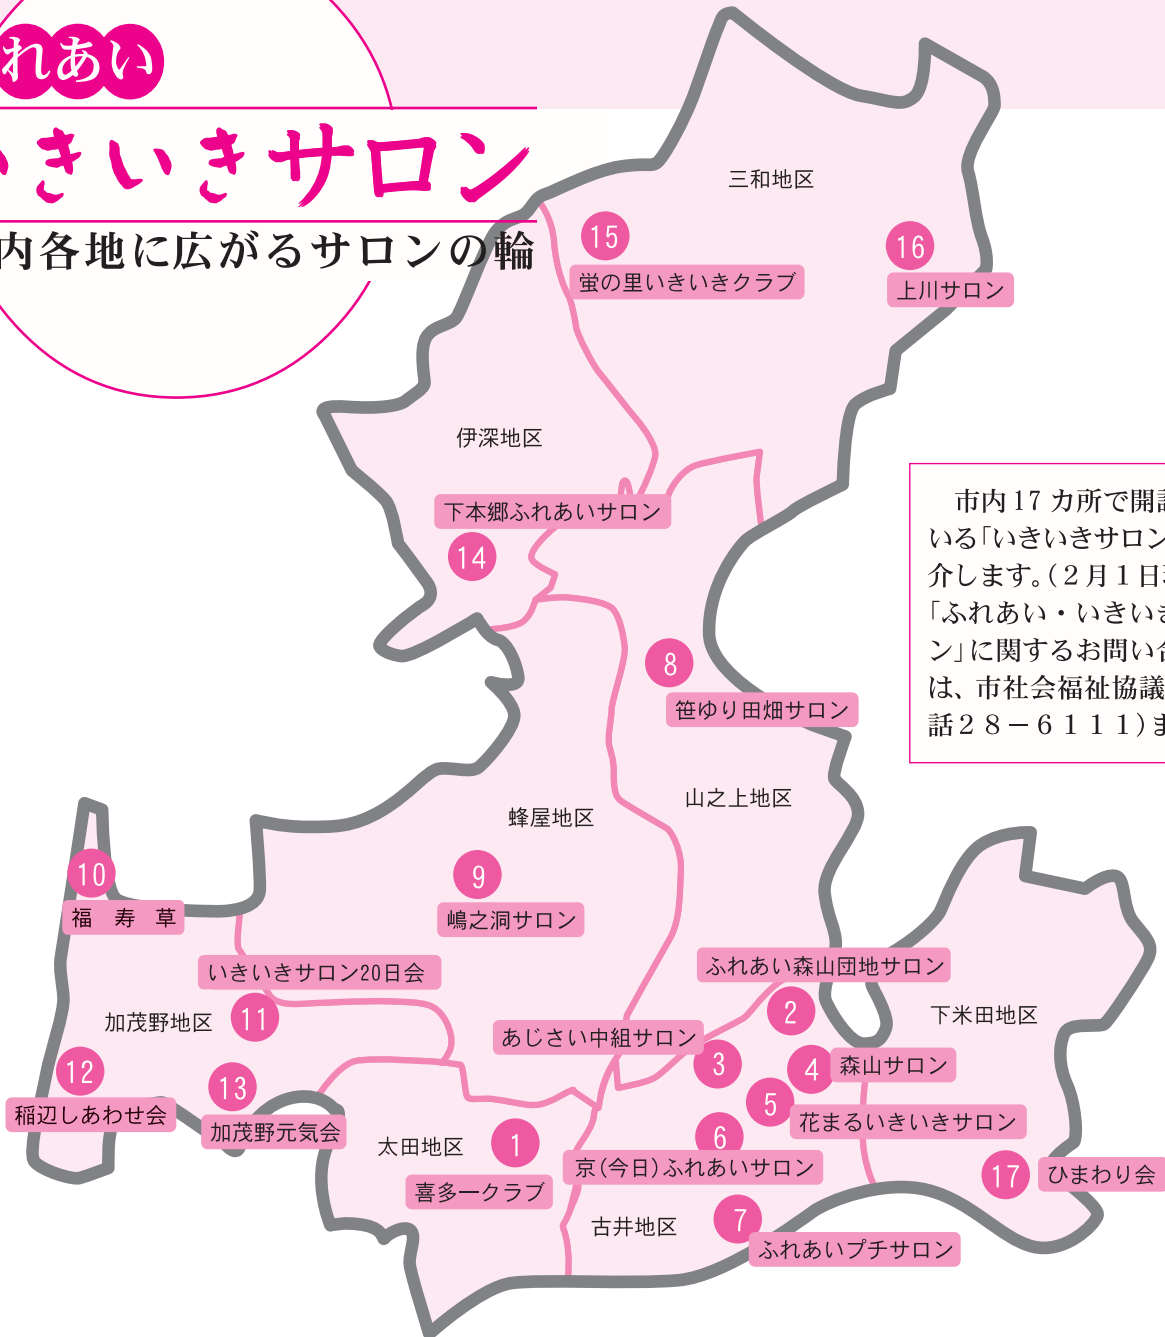 れあい
きいきサロン
内各地に広がるサロンの輪
三和地区
15
蛍の里いきいきクラブ
16
上川サロン
伊深地区
下本郷ふれあいサロン
14
市内17カ所で開設
いる「いきいきサロン
介します。(2月1日現
「ふれあい・いきいき
ン」に関するお問い合
は、市社会福祉協議
話28－6111)ま
8
笹ゆり田畑サロン
山之上地区
蜂屋地区
9
嶋之洞サロン
10
福 寿 草
いきいきサロン20日会
11
加茂野地区
12
稲辺しあわせ会
13
加茂野元気会
ふれあい森山団地サロン
2
下米田地区
あじさい中組サロン
3
4
森山サロン
5
花まるいきいきサロン
6
京(今日)ふれあいサロン
太田地区
1
喜多一クラブ
17
ひまわり会
古井地区
7
ふれあいプチサロン